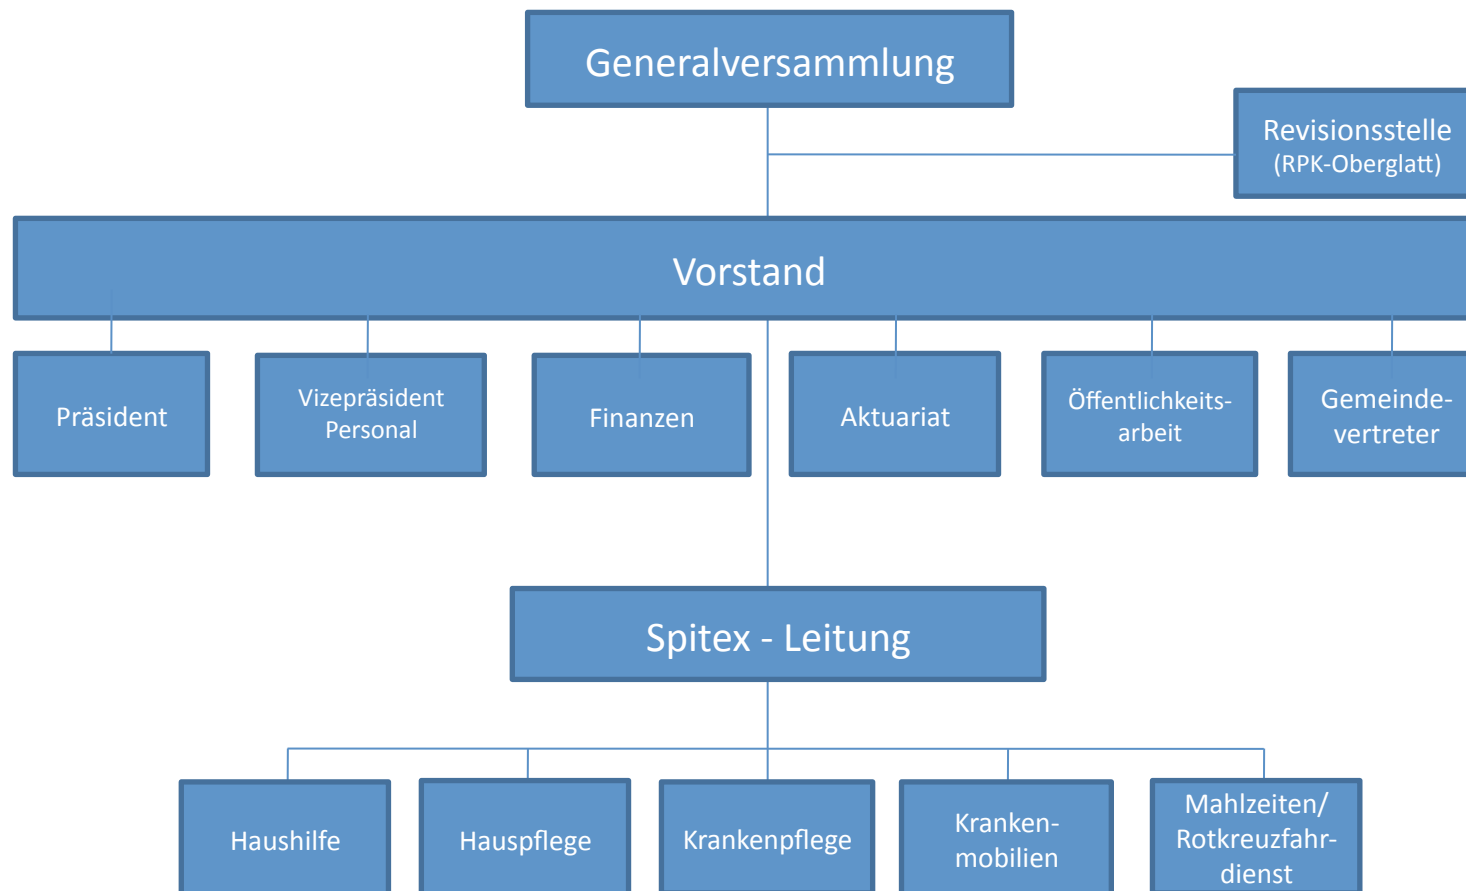 Generalversammlung
Revisionsstelle
(RPK-Oberglatt)
Vorstand
Präsident
Vizepräsident
Personal
Finanzen
Aktuariat
Öffentlichkeits-
arbeit
Gemeinde-
vertreter
Spitex - Leitung
Haushilfe
Hauspflege
Krankenpflege
Kranken-
mobilien
Mahlzeiten/
Rotkreuzfahr-
dienst